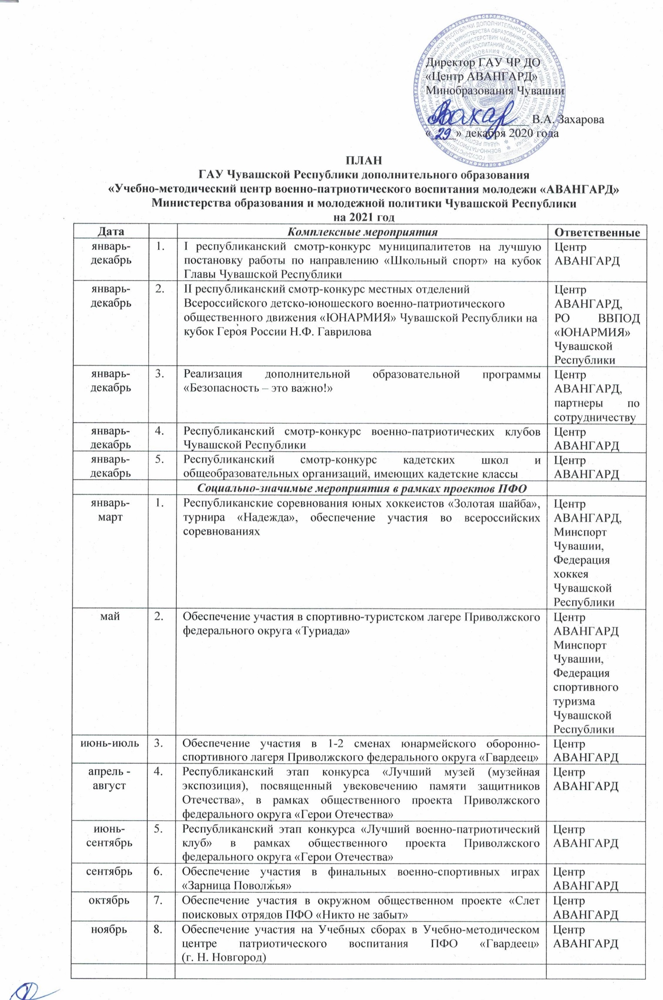 Директор ГАУ ЧР ДО
«Центр АВАНГАРД»
Минобразования Чувашии
В.А. Захарова
«29» декабря 2020 года
ПЛАН
ГАУ Чувашской Республики дополнительного образования
«Учебно-методический центр военно-патриотического воспитания молодежи «АВАНГАРД»
Министерства образования и молодежной политики Чувашской Республики
на 2021 год
Дата Комплексные мероприятия Ответственные
январь-
декабрь
1.
I республиканский смотр-конкурс муниципалитетов на лучшую
постановку работы по направлению «Школьный спорт» на кубок
Главы Чувашской Республики
Центр
АВАНГАРД
январь-
декабрь
2.
II республиканский смотр-конкурс местных отделений
Всероссийского детско-юношеского военно-патриотического
общественного движения «ЮНАРМИЯ» Чувашской Республики на
кубок Героя России Н.Ф. Гаврилова
Центр
АВАНГАРД,
РО ВВПОД
«ЮНАРМИЯ»
Чувашской
Республики
январь-
декабрь
3.
Реализация дополнительной образовательной программы
«Безопасность – это важно!»
Центр
АВАНГАРД,
партнеры по
сотрудничеству
январь-
декабрь
4.
Республиканский смотр-конкурс военно-патриотических клубов
Чувашской Республики
Центр
АВАНГАРД
январь-
декабрь
5.
Республиканский смотр-конкурс кадетских школ и
общеобразовательных организаций, имеющих кадетские классы
Центр
АВАНГАРД
Социально-значимые мероприятия в рамках проектов ПФО
январь-
март
1.
Республиканские соревнования юных хоккеистов «Золотая шайба»,
турнира «Надежда», обеспечение участия во всероссийских
соревнованиях
Центр
АВАНГАРД,
Минспорт
Чувашии,
Федерация
хоккея
Чувашской
Республики
май
2.
Обеспечение участия в спортивно-туристском лагере Приволжского
федерального округа «Туриада»
Центр
АВАНГАРД
Минспорт
Чувашии,
Федерация
спортивного
туризма
Чувашской
Республики
июнь-июль
3.
Обеспечение участия в 1-2 сменах юнармейского оборонно-
спортивного лагеря Приволжского федерального округа «Гвардеец»
Центр
АВАНГАРД
апрель -
август
4.
Республиканский этап конкурса «Лучший музей (музейная
экспозиция), посвященный увековечению памяти защитников
Отечества», в рамках общественного проекта Приволжского
федерального округа «Герои Отечества»
Центр
АВАНГАРД
июнь-
сентябрь
5.
Республиканский этап конкурса «Лучший военно-патриотический
клуб» в рамках общественного проекта Приволжского
федерального округа «Герои Отечества»
Центр
АВАНГАРД
сентябрь
6.
Обеспечение участия в финальных военно-спортивных играх
«Зарница Поволжья»
Центр
АВАНГАРД
октябрь
7.
Обеспечение участия в окружном общественном проекте «Слет
поисковых отрядов ПФО «Никто не забыт»
Центр
АВАНГАРД
ноябрь
8.
Обеспечение участия на Учебных сборах в Учебно-методическом
центре патриотического воспитания ПФО «Гвардеец»
(г. Н. Новгород)
Центр
АВАНГАРД